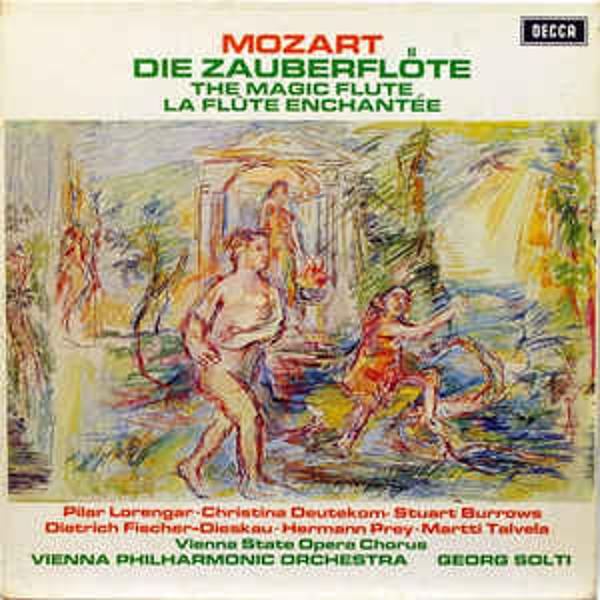 DECCA
MOZART
DIE ZAUBERFLÖTE
THE MAGIC FLUTE
LA FLÛTE ENCHANTÉE
Pilar Lorengar · Christina Deutekom · Stuart Burrows
Dietrich Fischer-Dieskau · Hermann Prey · Martti Talvela
Vienna State Opera Chorus
VIENNA PHILHARMONIC ORCHESTRA GEORG SOLTI